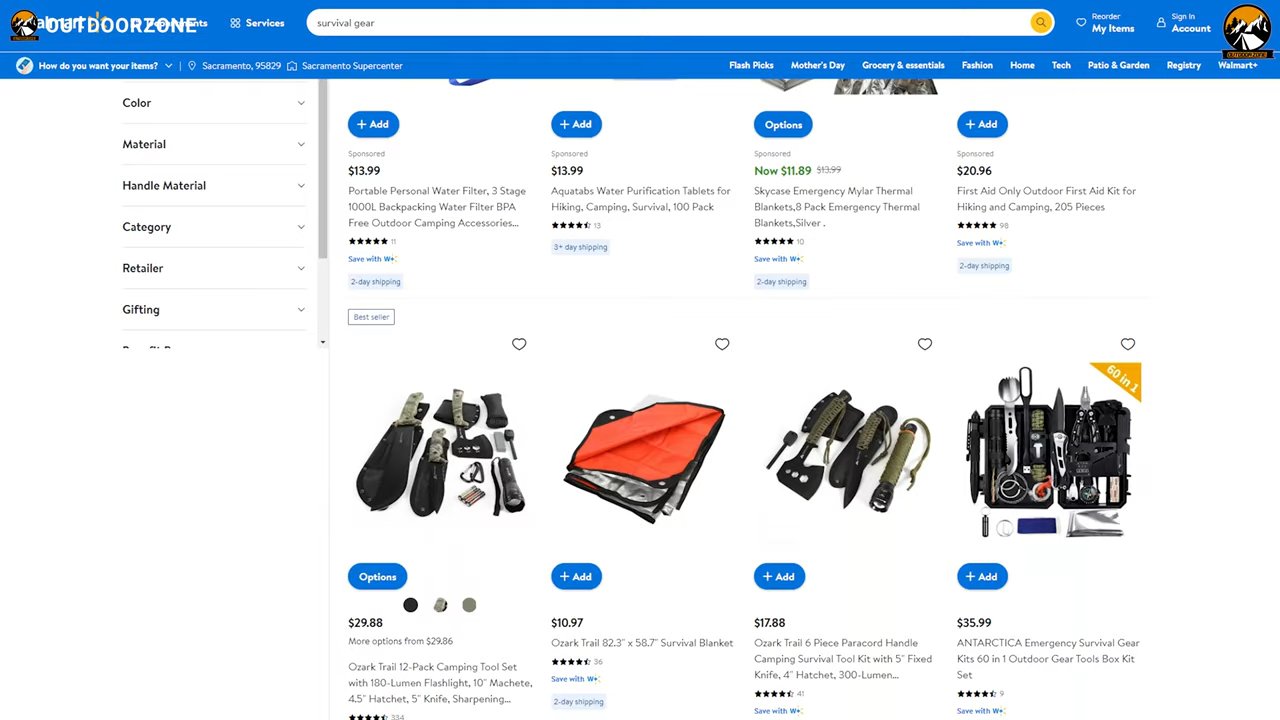 OUTDOORZONE
Departments
Services
survival gear
Reorder
My Items
Sign in
Account
OUTDOORZONE
How do you want your items?
Sacramento, 95829
Sacramento Supercenter
Flash Picks
Mother's Day
Grocery & essentials
Fashion
Home
Tech
Patio & Garden
Registry
Walmart+
Color
Material
Handle Material
Category
Retailer
Gifting
+ Add
Sponsored
$13.99
Portable Personal Water Filter, 3 Stage
1000L Backpacking Water Filter BPA
Free Outdoor Camping Accessories...
11
Save with W+
2-day shipping
+ Add
Sponsored
$13.99
Aquatabs Water Purification Tablets for
Hiking, Camping, Survival, 100 Pack
13
3+ day shipping
Options
Sponsored
Now $11.89 $13.99
Skycase Emergency Mylar Thermal
Blankets,8 Pack Emergency Thermal
Blankets,Silver .
10
Save with W+
2-day shipping
+ Add
Sponsored
$20.96
First Aid Only Outdoor First Aid Kit for
Hiking and Camping, 205 Pieces
98
Save with W+
2-day shipping
Best seller
Options
$29.88
More options from $29.86
Ozark Trail 12-Pack Camping Tool Set
with 180-Lumen Flashlight, 10" Machete,
4.5" Hatchet, 5" Knife, Sharpening...
334
+ Add
$10.97
Ozark Trail 82.3" x 58.7" Survival Blanket
36
Save with W+
2-day shipping
+ Add
$17.88
Ozark Trail 6 Piece Paracord Handle
Camping Survival Tool Kit with 5" Fixed
Knife, 4" Hatchet, 300-Lumen...
41
Save with W+
60 in 1
+ Add
$35.99
ANTARCTICA Emergency Survival Gear
Kits 60 in 1 Outdoor Gear Tools Box Kit
Set
9
Save with W+